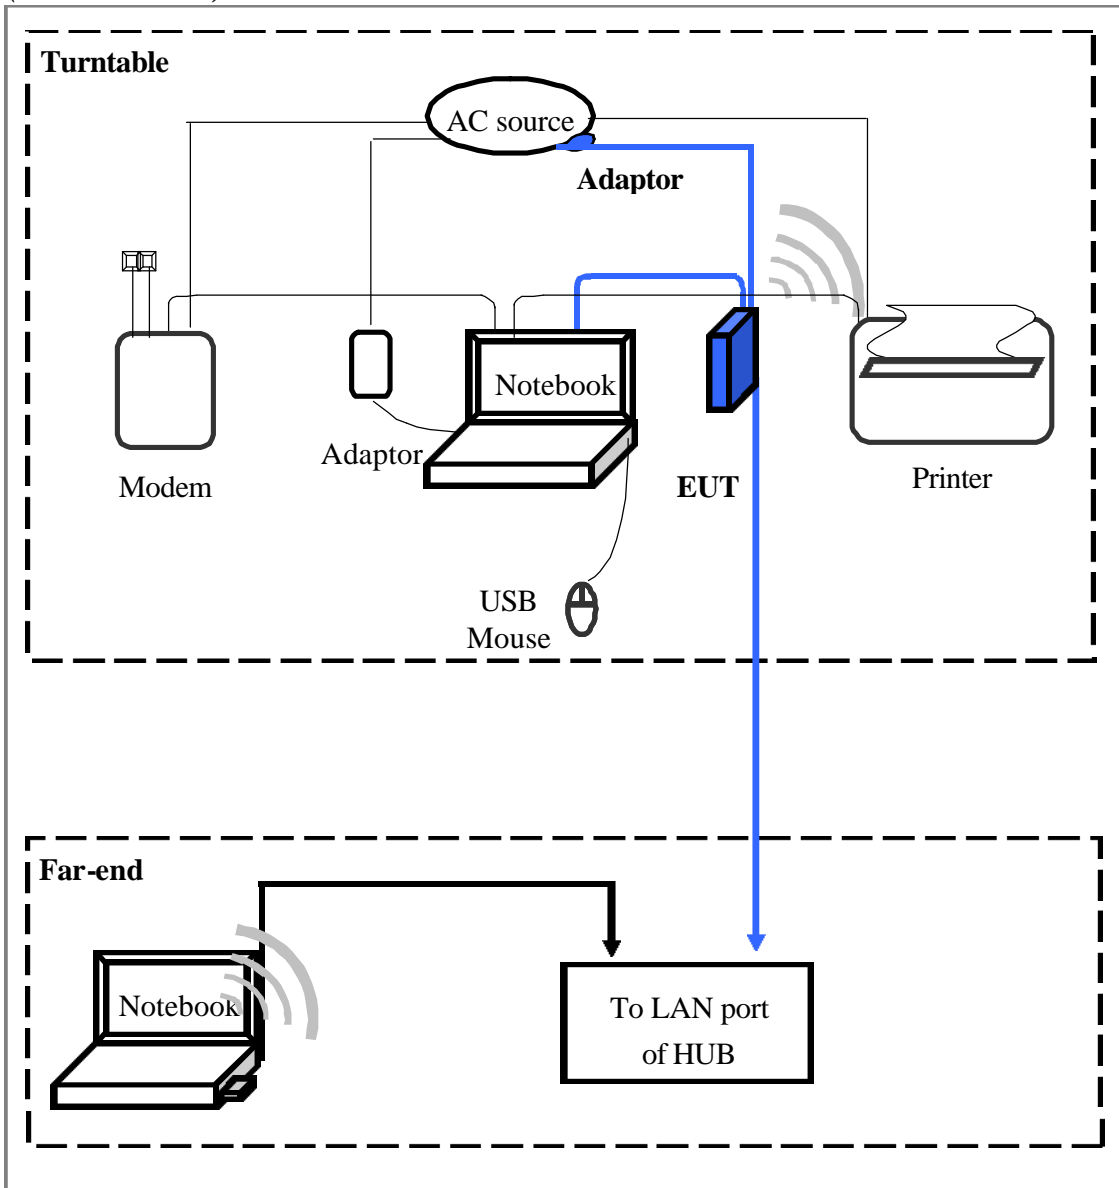 Turntable
AC source
Adaptor
Notebook
Adaptor
Modem
EUT
Printer
USB
Mouse
Far-end
Notebook
To LAN port
of HUB